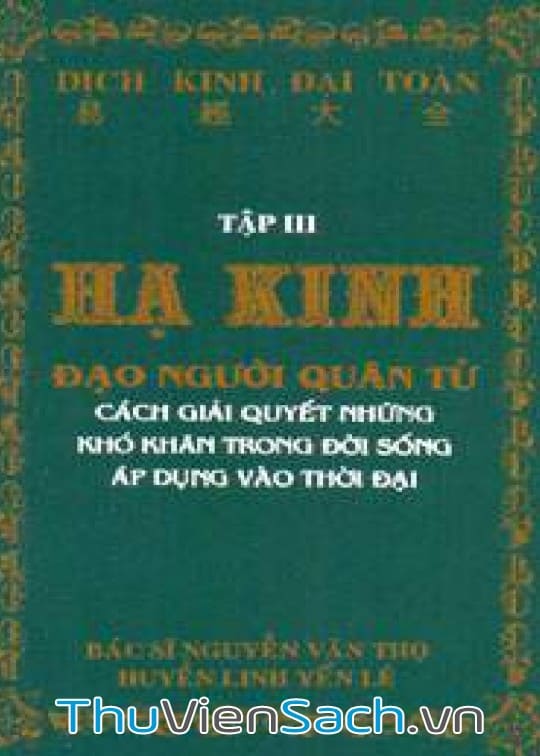 DỊCH KINH ĐẠI TOÀN
易 經 大 全
TẬP III
HẠ KINH
ĐẠO NGƯỜI QUÂN TỬ
CÁCH GIẢI QUYẾT NHỮNG
KHÓ KHĂN TRONG ĐỜI SỐNG
ÁP DỤNG VÀO THỜI ĐẠI
BÁC SĨ NGUYỄN VĂN THỌ
HUYỀN LINH YẾN LÊ
ThuVienSach.vn